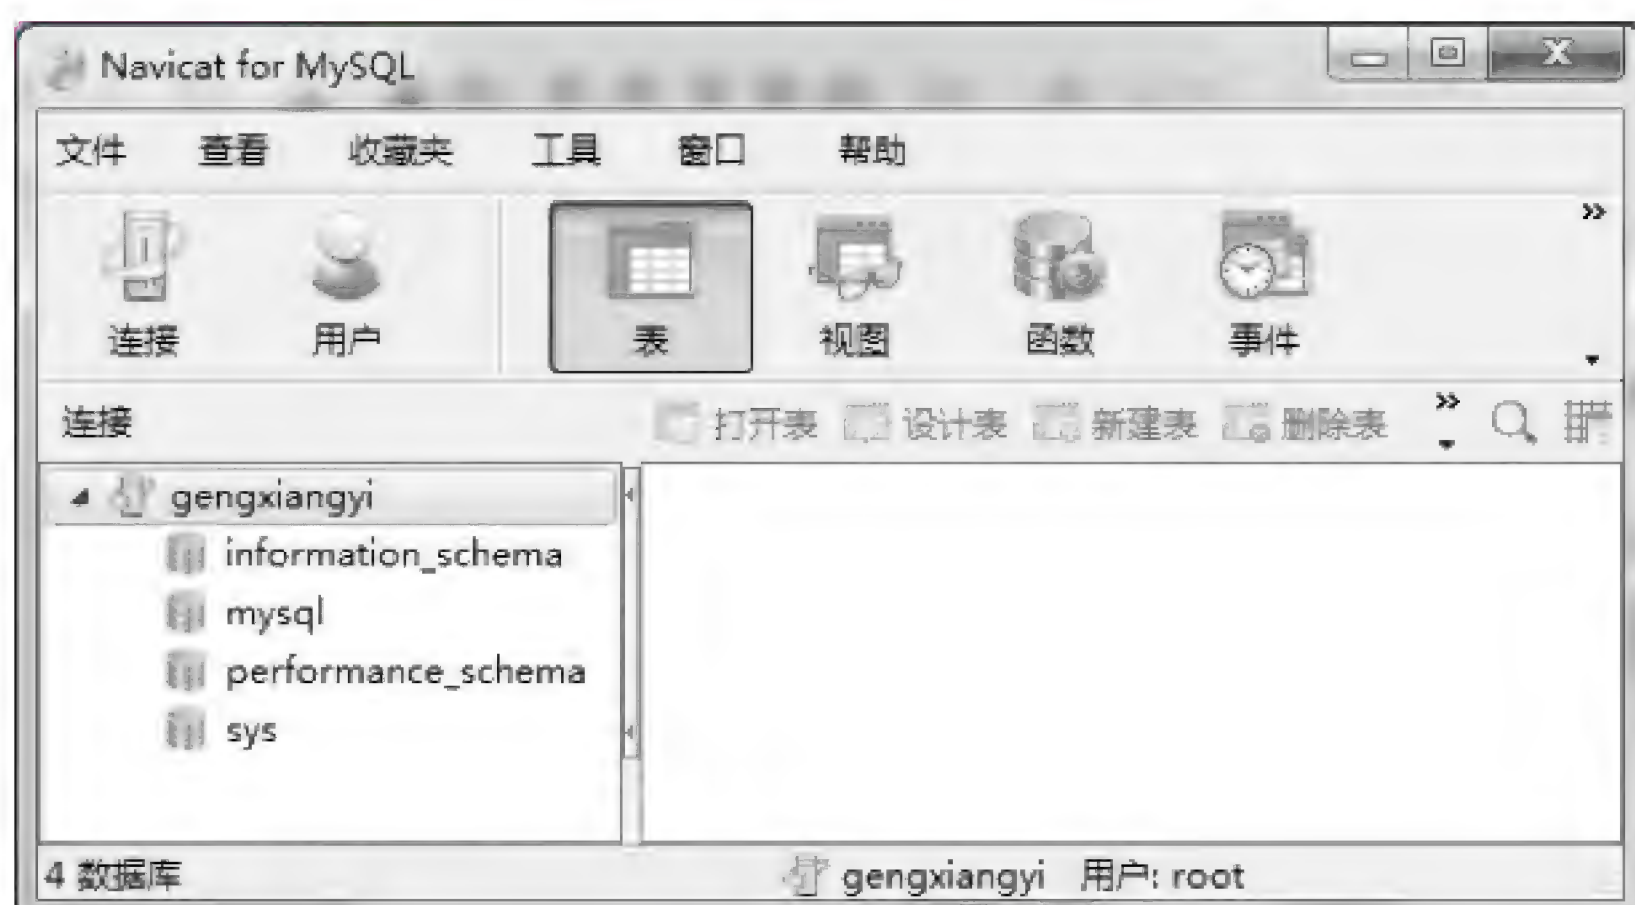 Navicat for MySQL
文件 查看 收藏夹 工具 窗口 帮助
连接 用户 表 视图 函数 事件
连接 打开表 设计表 新建表 删除表
gengxiangyi
information_schema
mysql
performance_schema
sys
4 数据库 gengxiangyi 用户: root